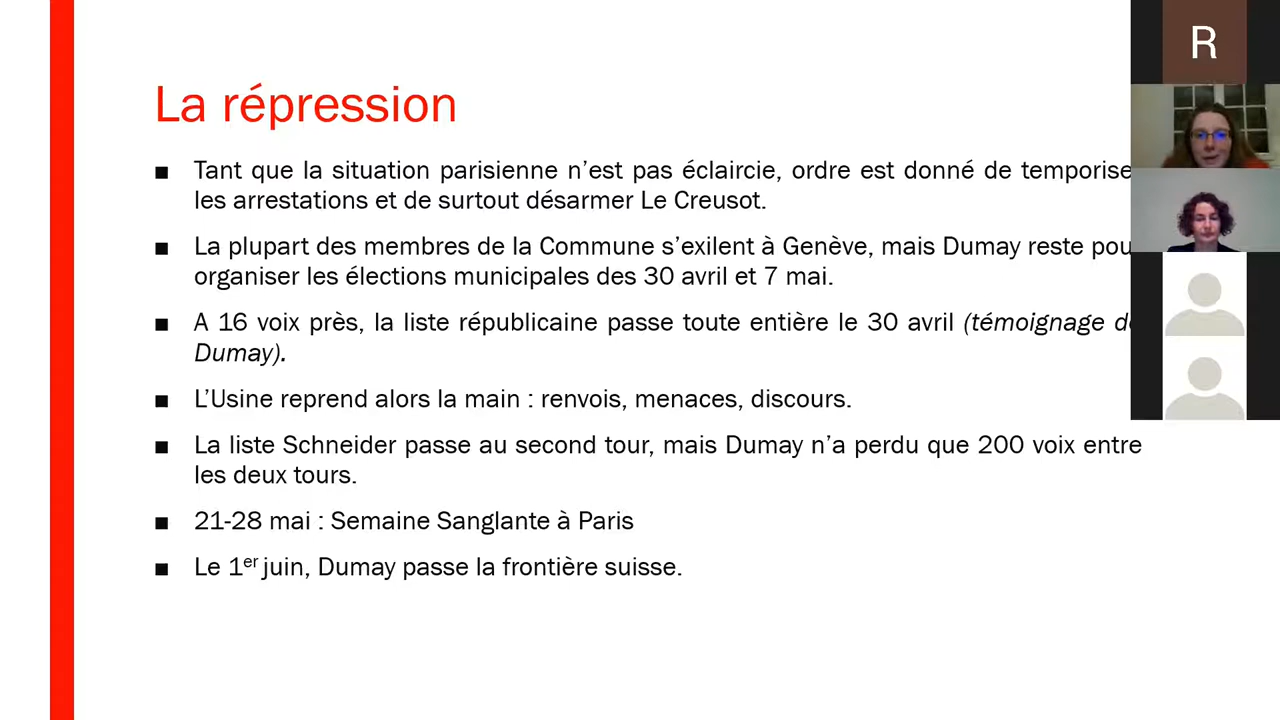 La répression
R
■ Tant que la situation parisienne n’est pas éclaircie, ordre est donné de temporise
les arrestations et de surtout désarmer Le Creusot.
■ La plupart des membres de la Commune s’exilent à Genève, mais Dumay reste pou
organiser les élections municipales des 30 avril et 7 mai.
■ A 16 voix près, la liste républicaine passe toute entière le 30 avril (témoignage d
Dumay).
■ L’Usine reprend alors la main : renvois, menaces, discours.
■ La liste Schneider passe au second tour, mais Dumay n’a perdu que 200 voix entre
les deux tours.
■ 21-28 mai : Semaine Sanglante à Paris
■ Le 1er juin, Dumay passe la frontière suisse.